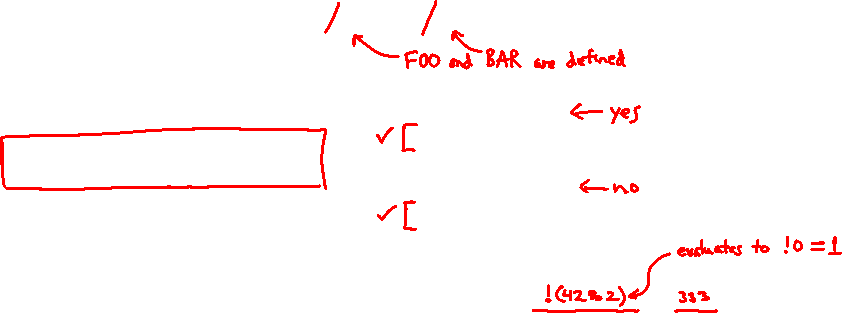 FOO and BAR are defined
← yes
✓ [
← no
✓ [
evaluates to !0 = 1
!(42%2) 333